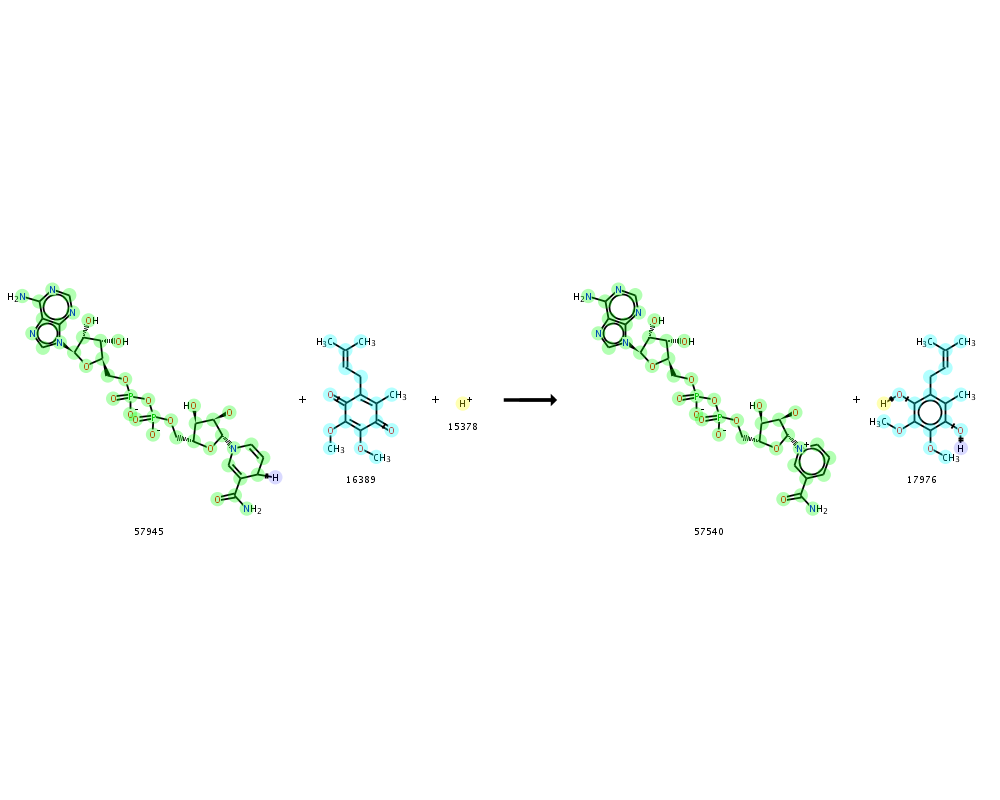 H₂N N N N N OH OH O O P O O⁻ O P O O⁻ O HO O O N H O NH₂
57945
+
H₃C CH₃ O CH₃ O O O CH₃ CH₃
16389
+
H⁺
15378
H₂N N N N N OH OH O O P O O⁻ O P O O⁻ O HO O O N⁺ O NH₂
57540
+
H₃C CH₃ H O CH₃ H₃C O O O H CH₃
17976